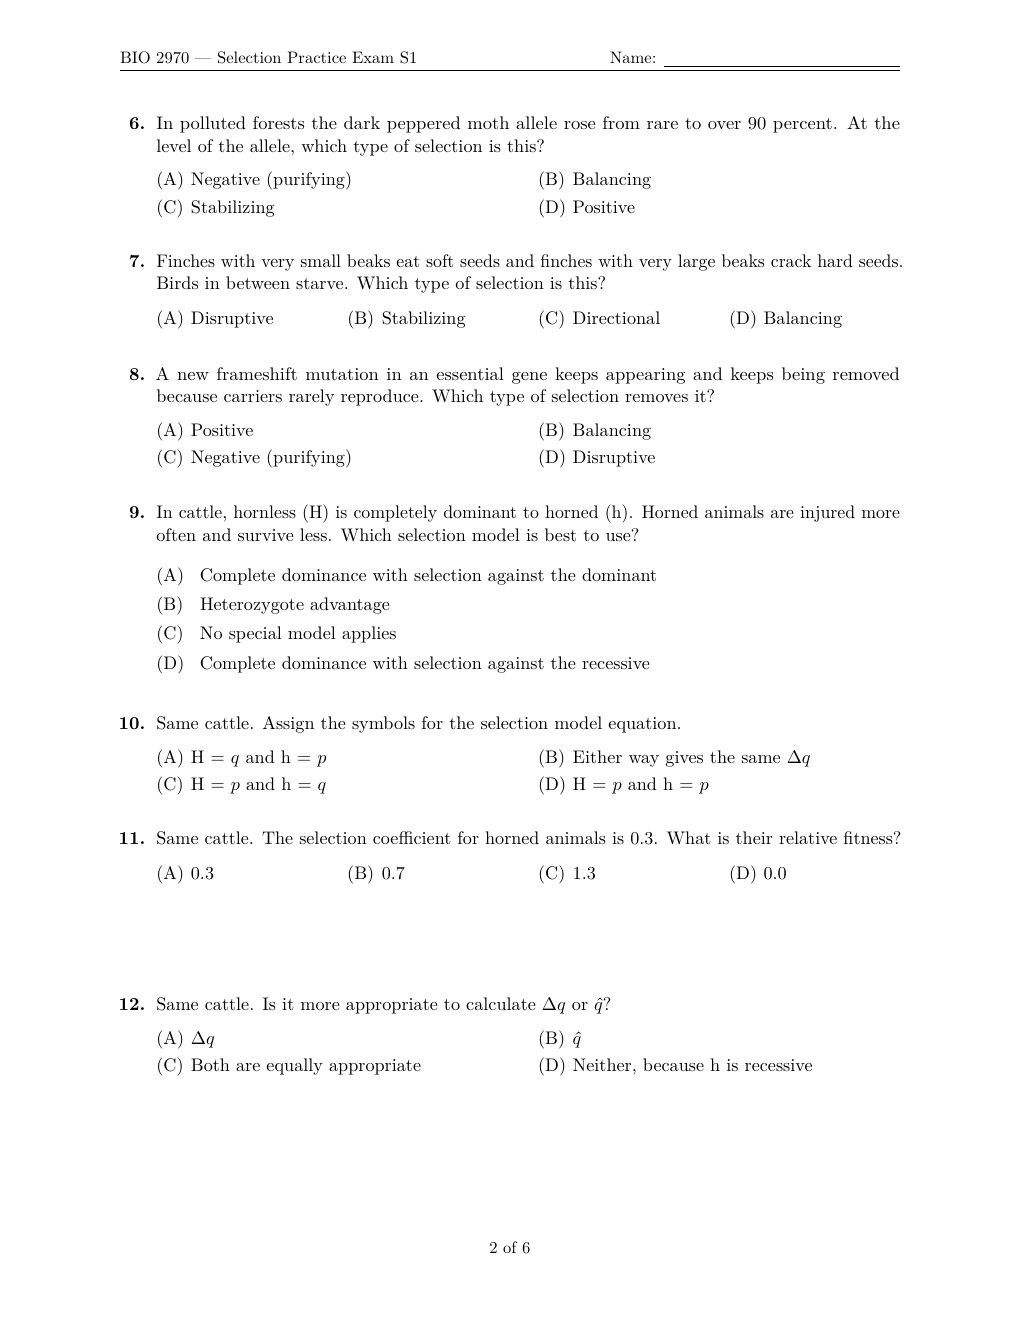 BIO 2970 — Selection Practice Exam S1 Name:
6. In polluted forests the dark peppered moth allele rose from rare to over 90 percent. At the
level of the allele, which type of selection is this?
(A) Negative (purifying) (B) Balancing
(C) Stabilizing (D) Positive
7. Finches with very small beaks eat soft seeds and finches with very large beaks crack hard seeds.
Birds in between starve. Which type of selection is this?
(A) Disruptive (B) Stabilizing (C) Directional (D) Balancing
8. A new frameshift mutation in an essential gene keeps appearing and keeps being removed
because carriers rarely reproduce. Which type of selection removes it?
(A) Positive (B) Balancing
(C) Negative (purifying) (D) Disruptive
9. In cattle, hornless (H) is completely dominant to horned (h). Horned animals are injured more
often and survive less. Which selection model is best to use?
(A) Complete dominance with selection against the dominant
(B) Heterozygote advantage
(C) No special model applies
(D) Complete dominance with selection against the recessive
10. Same cattle. Assign the symbols for the selection model equation.
(A) H = q and h = p (B) Either way gives the same Δq
(C) H = p and h = q (D) H = p and h = p
11. Same cattle. The selection coefficient for horned animals is 0.3. What is their relative fitness?
(A) 0.3 (B) 0.7 (C) 1.3 (D) 0.0
12. Same cattle. Is it more appropriate to calculate Δq or q̂?
(A) Δq (B) q̂
(C) Both are equally appropriate (D) Neither, because h is recessive
2 of 6